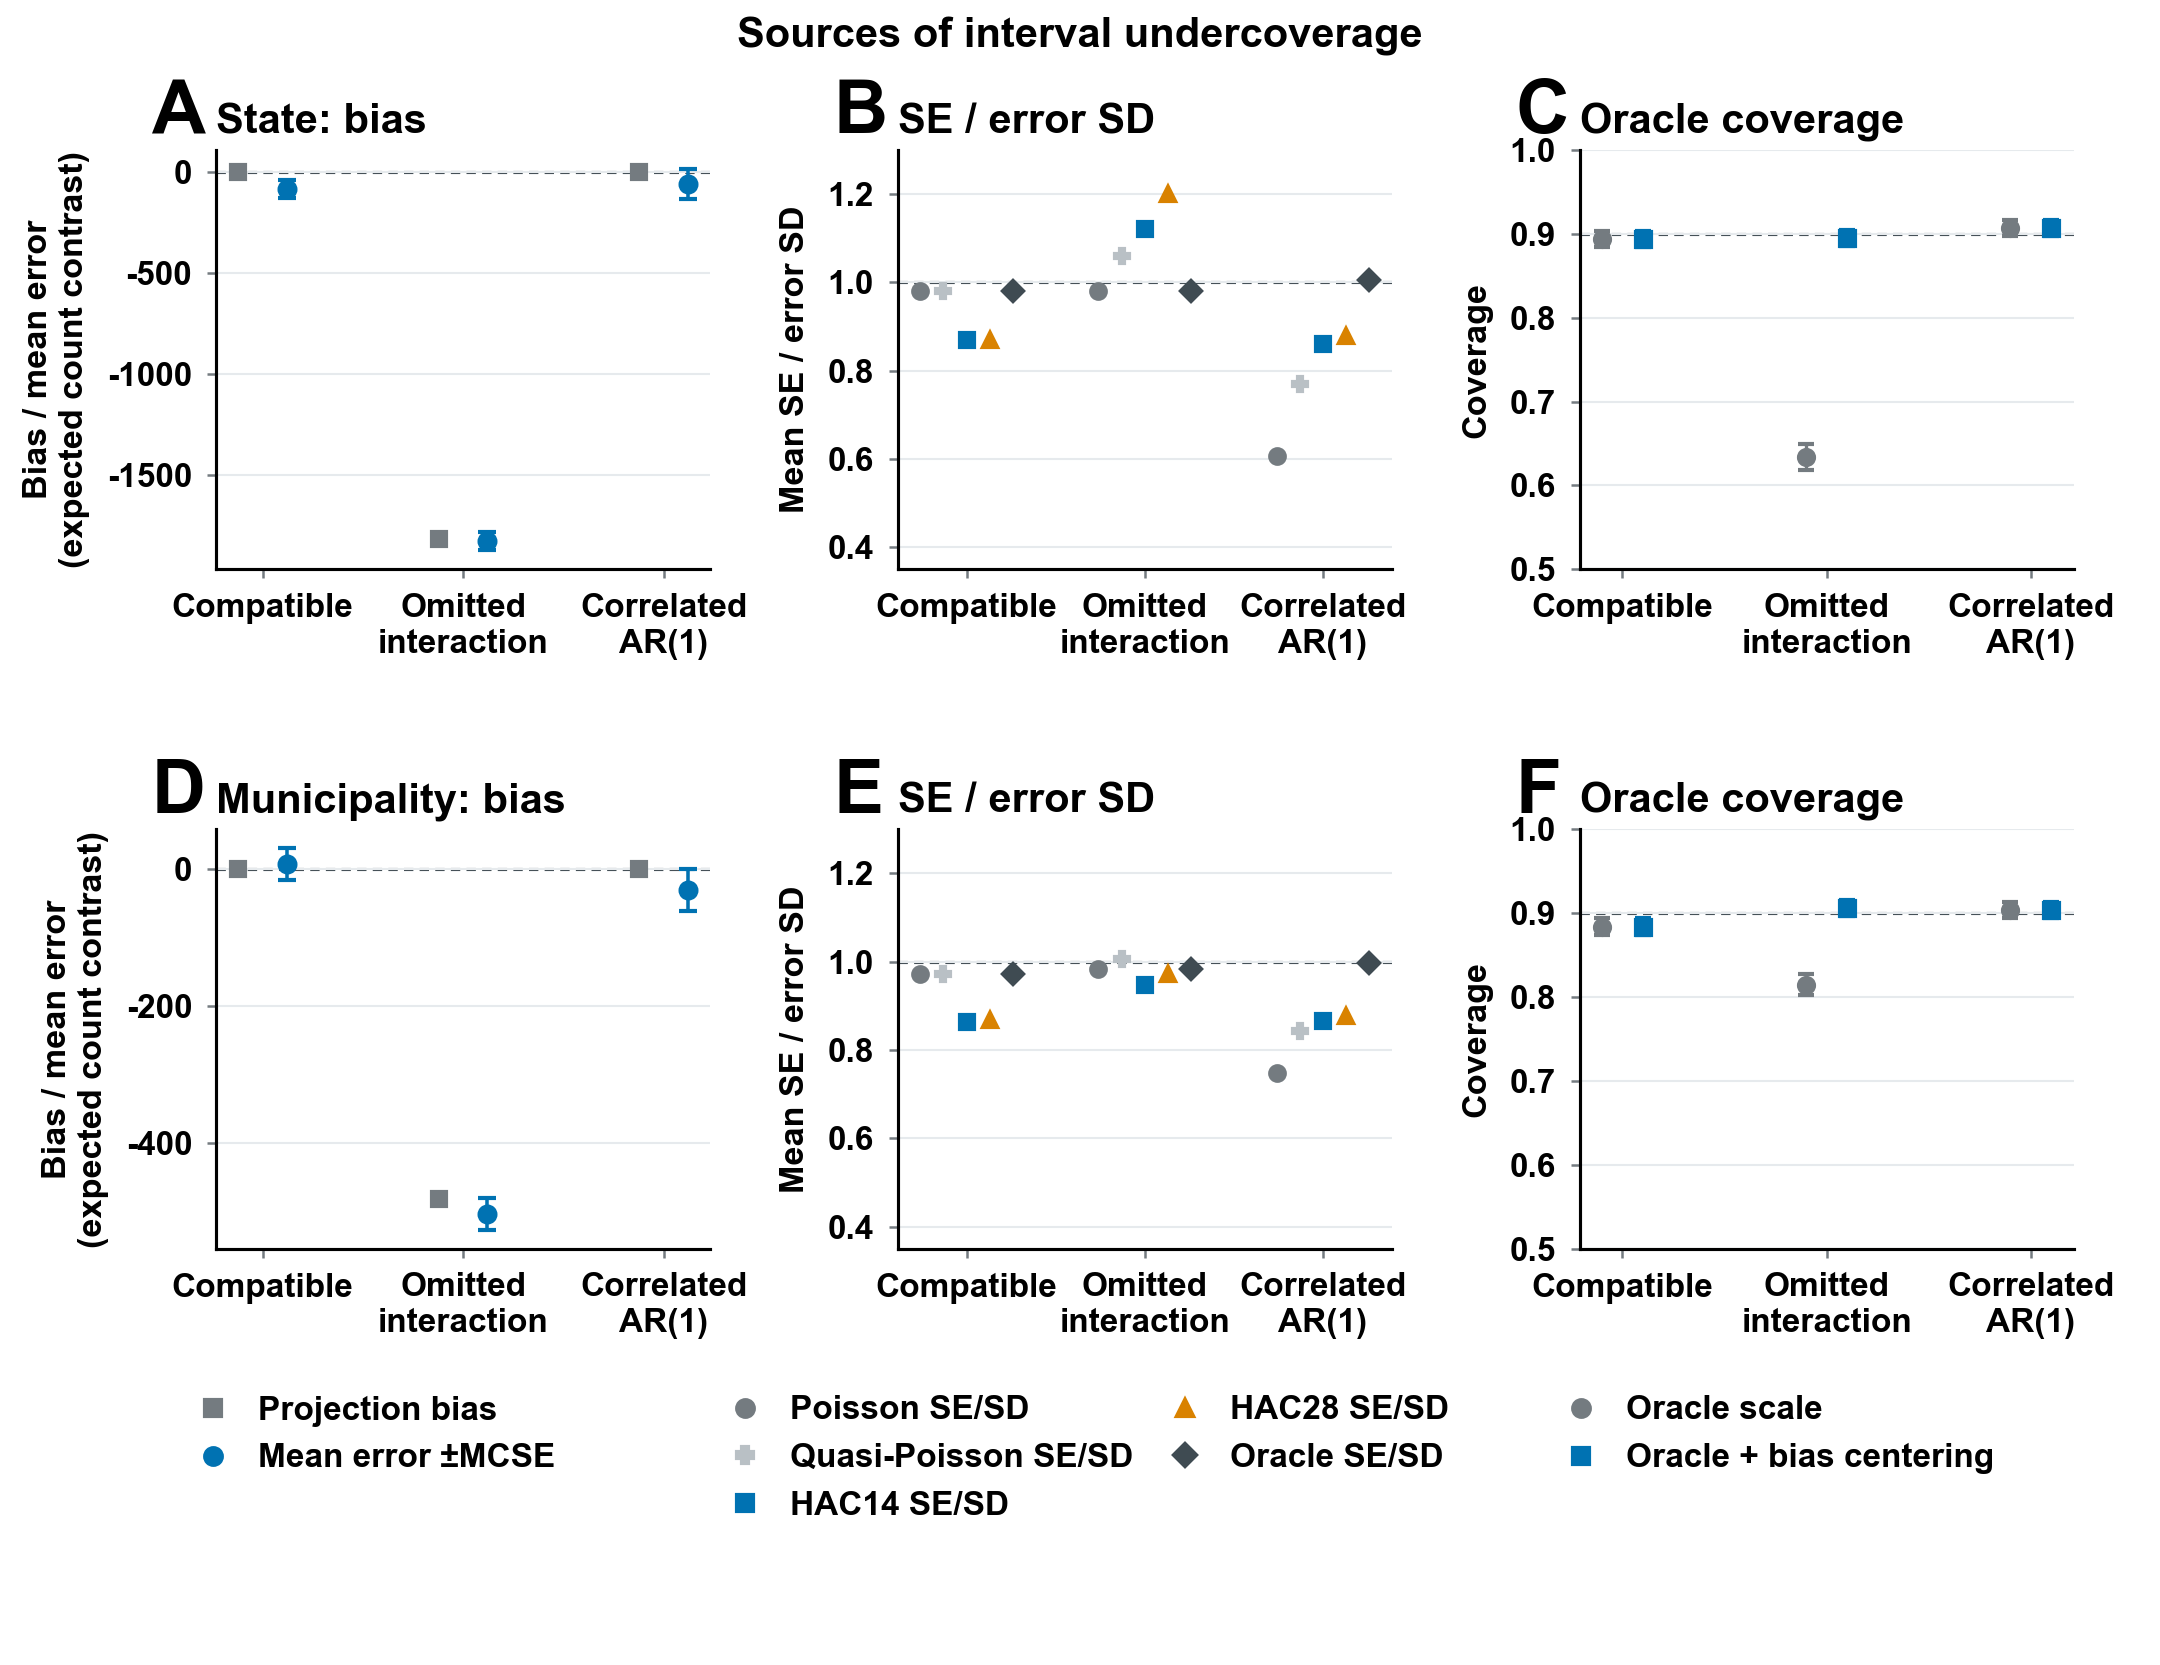 Sources of interval undercoverage
A State: bias
Bias / mean error
(expected count contrast)
0
-500
-1000
-1500
Compatible
Omitted
interaction
Correlated
AR(1)
B SE / error SD
Mean SE / error SD
1.2
1.0
0.8
0.6
0.4
Compatible
Omitted
interaction
Correlated
AR(1)
C Oracle coverage
Coverage
1.0
0.9
0.8
0.7
0.6
0.5
Compatible
Omitted
interaction
Correlated
AR(1)
D Municipality: bias
Bias / mean error
(expected count contrast)
0
-200
-400
Compatible
Omitted
interaction
Correlated
AR(1)
E SE / error SD
Mean SE / error SD
1.2
1.0
0.8
0.6
0.4
Compatible
Omitted
interaction
Correlated
AR(1)
F Oracle coverage
Coverage
1.0
0.9
0.8
0.7
0.6
0.5
Compatible
Omitted
interaction
Correlated
AR(1)
Projection bias
Mean error ±MCSE
Poisson SE/SD
Quasi-Poisson SE/SD
HAC14 SE/SD
HAC28 SE/SD
Oracle SE/SD
Oracle scale
Oracle + bias centering